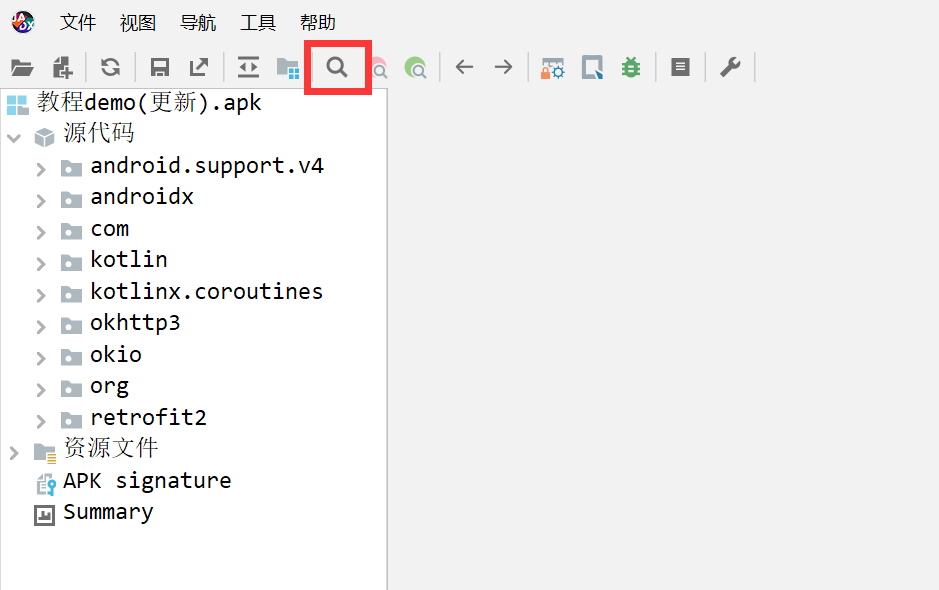 文件 视图 导航 工具 帮助
教程demo(更新).apk
源代码
android.support.v4
androidx
com
kotlin
kotlinx.coroutines
okhttp3
okio
org
retrofit2
资源文件
APK signature
Summary